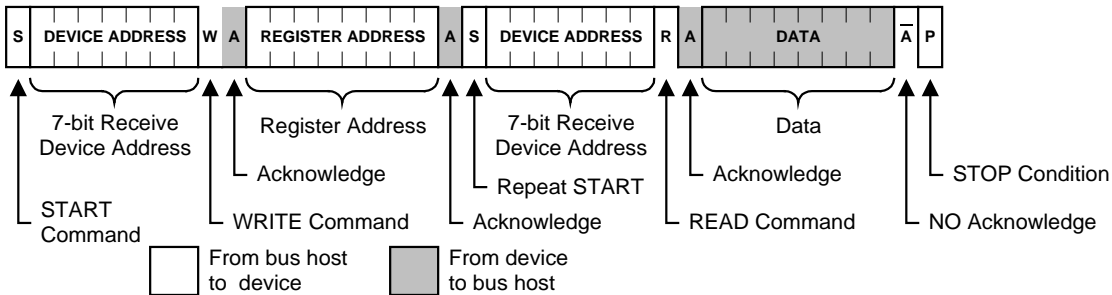 S DEVICE ADDRESS W A REGISTER ADDRESS A S DEVICE ADDRESS R A DATA A̅ P
7-bit Receive
Device Address
Register Address
7-bit Receive
Device Address
Data
Acknowledge
Repeat START
Acknowledge
STOP Condition
START
Command
WRITE Command
Acknowledge
READ Command
NO Acknowledge
From bus host
to device
From device
to bus host